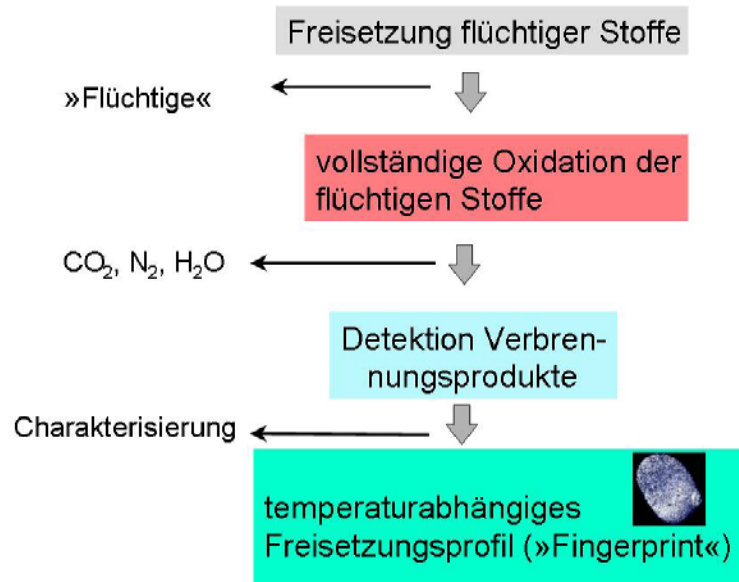 Freisetzung flüchtiger Stoffe
»Flüchtige«
vollständige Oxidation der
flüchtigen Stoffe
CO₂, N₂, H₂O
Detektion Verbren-
nungsprodukte
Charakterisierung
temperaturabhängiges
Freisetzungsprofil (»Fingerprint«)